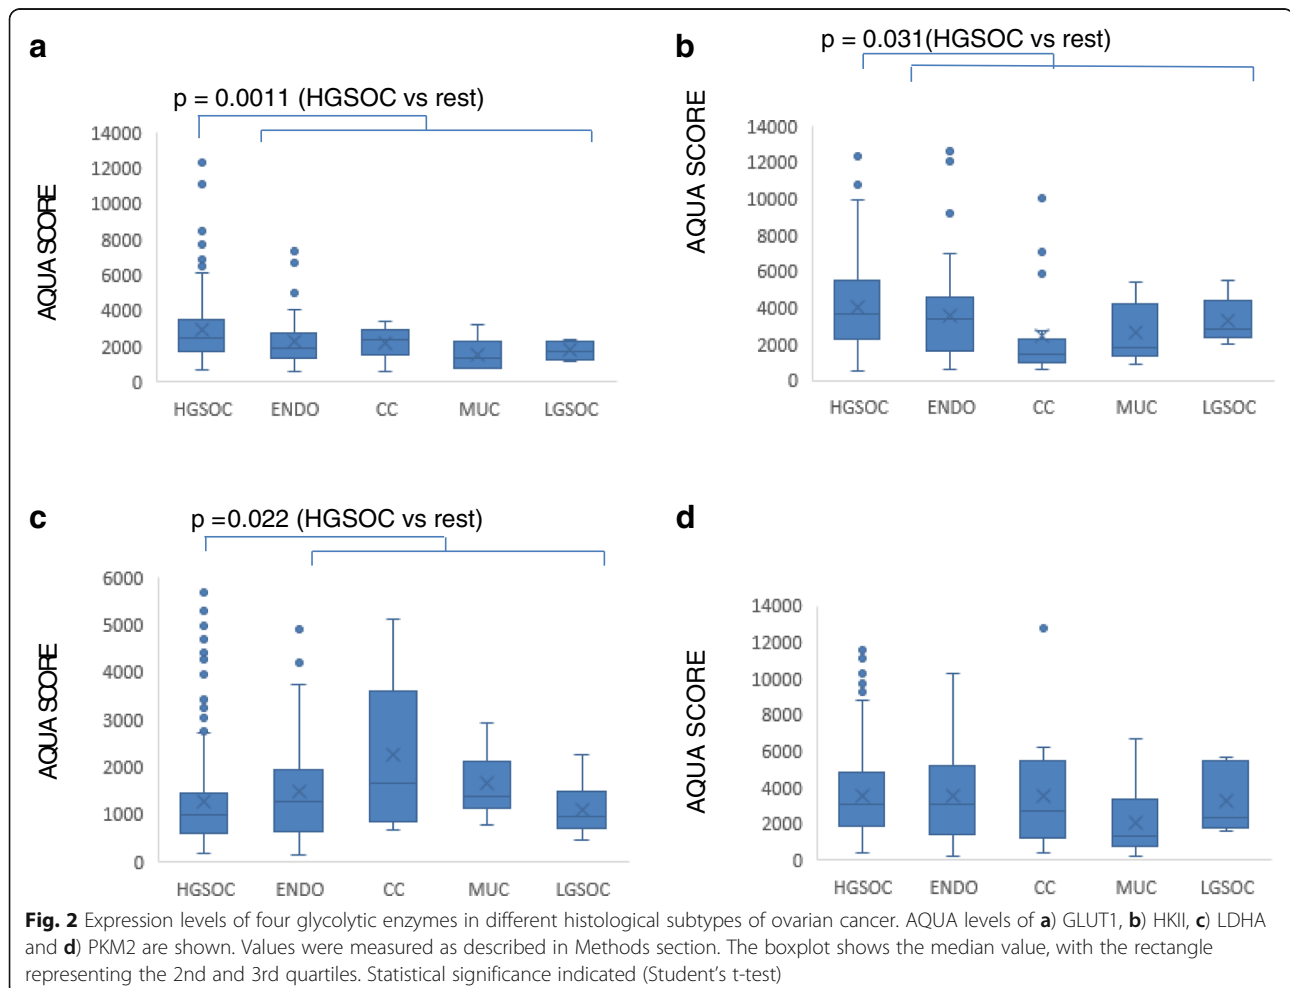 a
p = 0.0011 (HGSOC vs rest)
AQUA SCORE
14000
12000
10000
8000
6000
4000
2000
0
HGSOC ENDO CC MUC LGSOC
b
p = 0.031(HGSOC vs rest)
AQUA SCORE
14000
12000
10000
8000
6000
4000
2000
0
HGSOC ENDO CC MUC LGSOC
c
p =0.022 (HGSOC vs rest)
AQUA SCORE
6000
5000
4000
3000
2000
1000
0
HGSOC ENDO CC MUC LGSOC
d
AQUA SCORE
14000
12000
10000
8000
6000
4000
2000
0
HGSOC ENDO CC MUC LGSOC
Fig. 2 Expression levels of four glycolytic enzymes in different histological subtypes of ovarian cancer. AQUA levels of a) GLUT1, b) HKII, c) LDHA
and d) PKM2 are shown. Values were measured as described in Methods section. The boxplot shows the median value, with the rectangle
representing the 2nd and 3rd quartiles. Statistical significance indicated (Student's t-test)